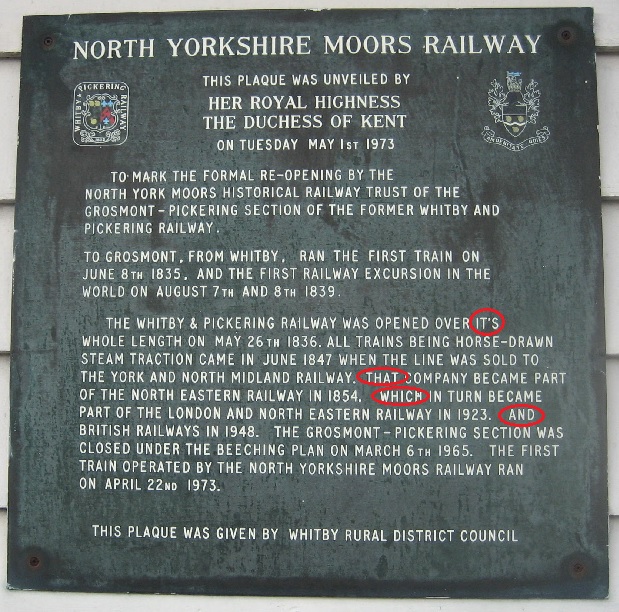 NORTH YORKSHIRE MOORS RAILWAY
THIS PLAQUE WAS UNVEILED BY
HER ROYAL HIGHNESS
THE DUCHESS OF KENT
ON TUESDAY MAY 1ST 1973
WHITBY & PICKERING RAILWAY
TO MARK THE FORMAL RE-OPENING BY THE
NORTH YORK MOORS HISTORICAL RAILWAY TRUST OF THE
GROSMONT-PICKERING SECTION OF THE FORMER WHITBY AND
PICKERING RAILWAY.
TO GROSMONT, FROM WHITBY, RAN THE FIRST TRAIN ON
JUNE 8TH 1835, AND THE FIRST RAILWAY EXCURSION IN THE
WORLD ON AUGUST 7TH AND 8TH 1839.
THE WHITBY & PICKERING RAILWAY WAS OPENED OVER IT'S
WHOLE LENGTH ON MAY 26TH 1836. ALL TRAINS BEING HORSE-DRAWN
STEAM TRACTION CAME IN JUNE 1847 WHEN THE LINE WAS SOLD TO
THE YORK AND NORTH MIDLAND RAILWAY. THAT COMPANY BECAME PART
OF THE NORTH EASTERN RAILWAY IN 1854. WHICH IN TURN BECAME
PART OF THE LONDON AND NORTH EASTERN RAILWAY IN 1923. AND
BRITISH RAILWAYS IN 1948. THE GROSMONT-PICKERING SECTION WAS
CLOSED UNDER THE BEECHING PLAN ON MARCH 6TH 1965. THE FIRST
TRAIN OPERATED BY THE NORTH YORKSHIRE MOORS RAILWAY RAN
ON APRIL 22ND 1973.
THIS PLAQUE WAS GIVEN BY WHITBY RURAL DISTRICT COUNCIL